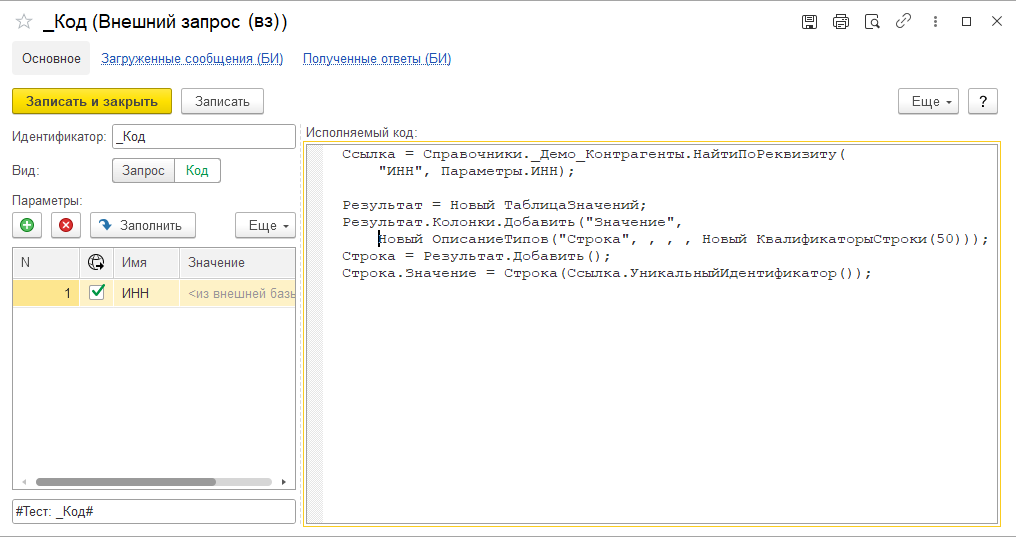 _Код (Внешний запрос (вз))
Основное Загруженные сообщения (БИ) Полученные ответы (БИ)
Записать и закрыть Записать Еще ?
Идентификатор: _Код
Вид: Запрос Код
Параметры:
Заполнить Еще
N Имя Значение
1 ИНН <из внешней базы
#Тест: _Код#
Исполняемый код:
Ссылка = Справочники._Демо_Контрагенты.НайтиПоРеквизиту(
"ИНН", Параметры.ИНН);
Результат = Новый ТаблицаЗначений;
Результат.Колонки.Добавить("Значение",
Новый ОписаниеТипов("Строка", , , , Новый КвалификаторыСтроки(50)));
Строка = Результат.Добавить();
Строка.Значение = Строка(Ссылка.УникальныйИдентификатор());